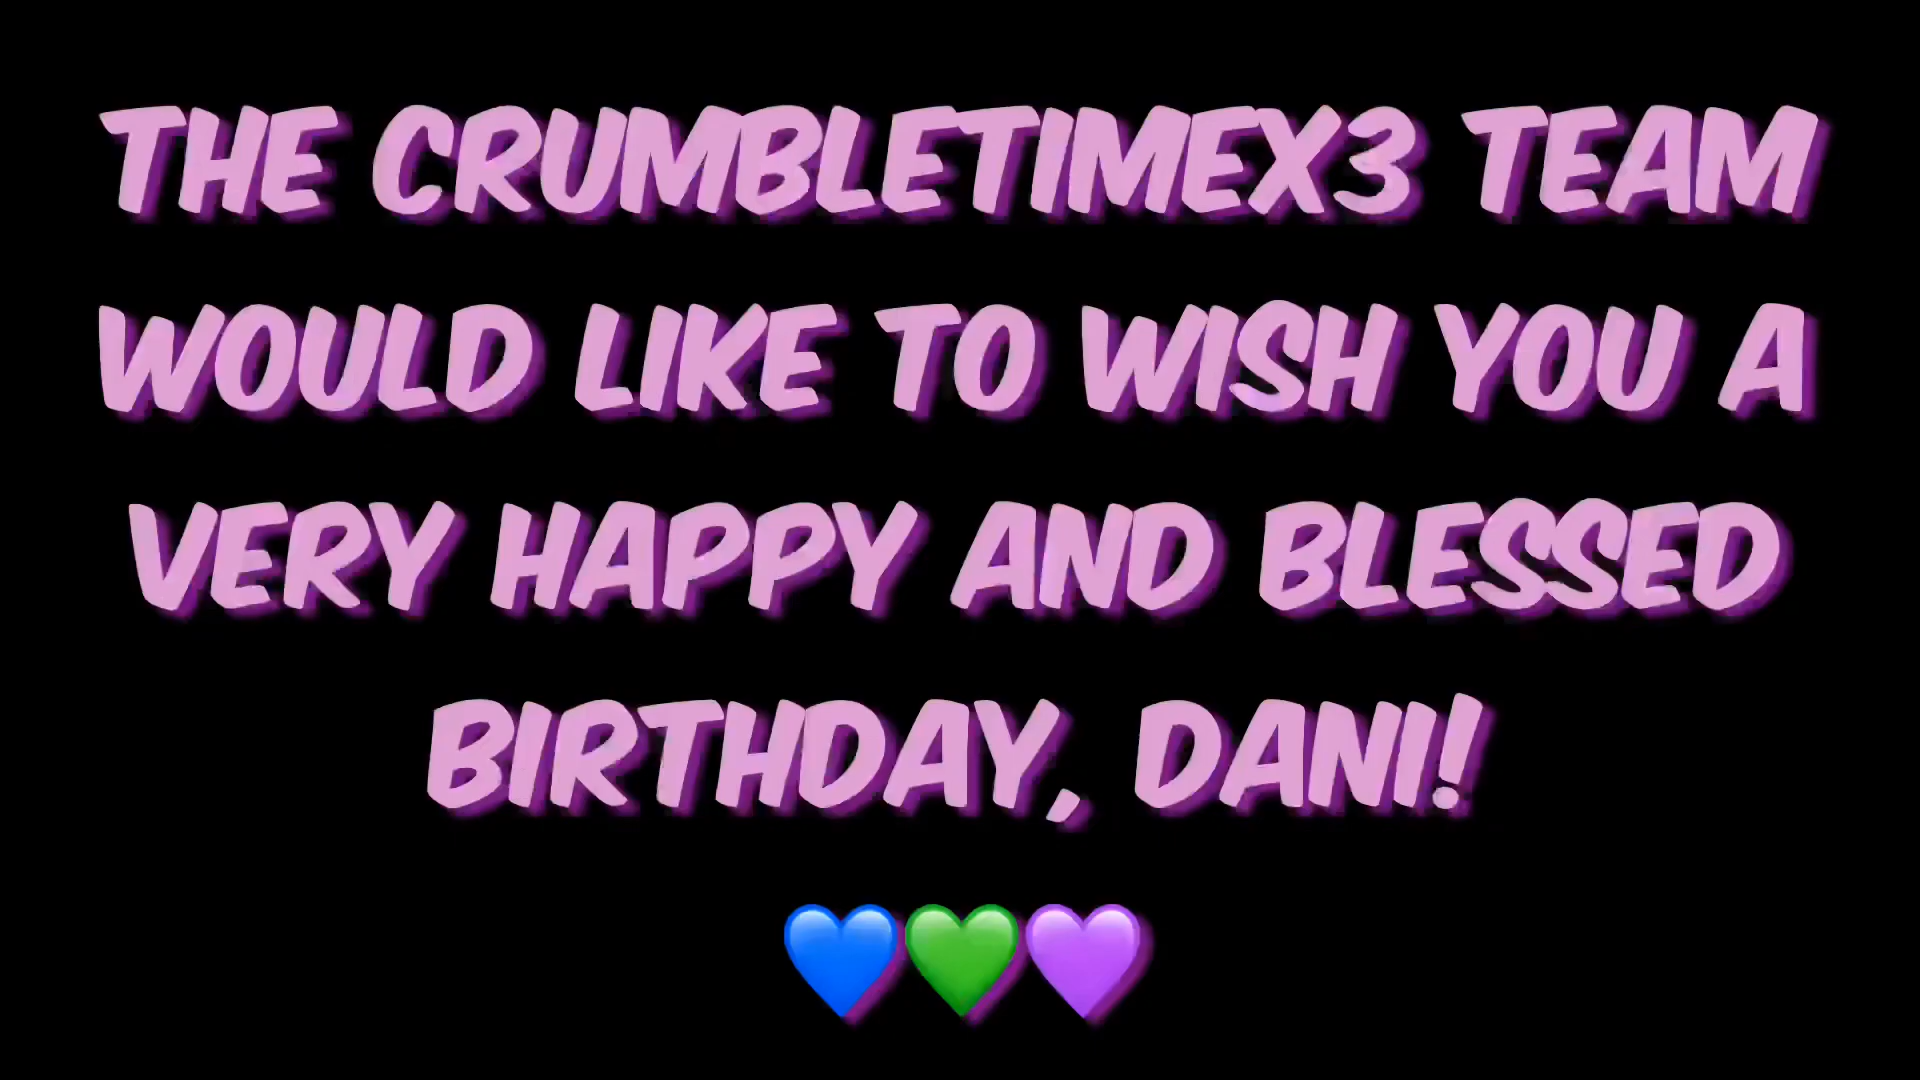 THE CRUMBLETIMEX3 TEAM
WOULD LIKE TO WISH YOU A
VERY HAPPY AND BLESSED
BIRTHDAY, DANI!
💙💚💜